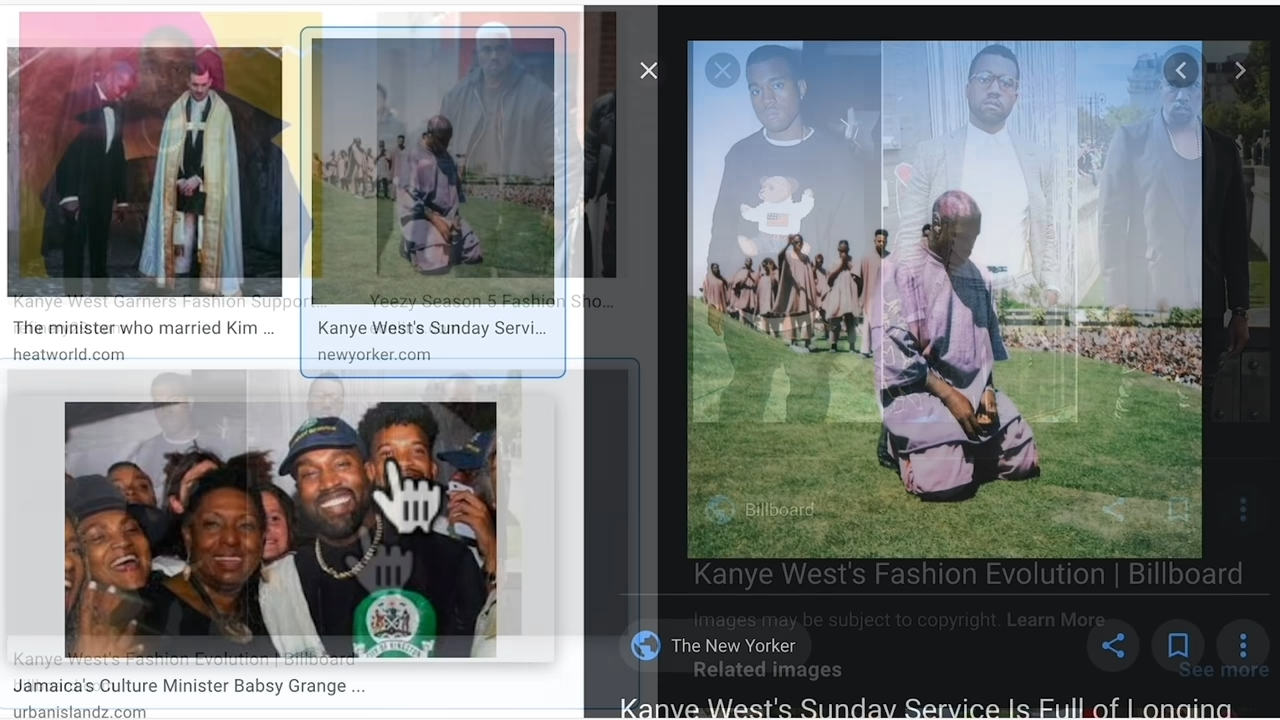 Kanye West Garners Fashion Support...
Yeezy Season 5 Fashion Sho...
The minister who married Kim ...
Kanye West's Sunday Servi...
heatworld.com
newyorker.com
Kanye West's Fashion Evolution | Billboard
Jamaica's Culture Minister Babsy Grange ...
urbanislandz.com
Billboard
Kanye West's Fashion Evolution | Billboard
Images may be subject to copyright. Learn More
The New Yorker
Related images
See more
Kanye West's Sunday Service Is Full of Longing